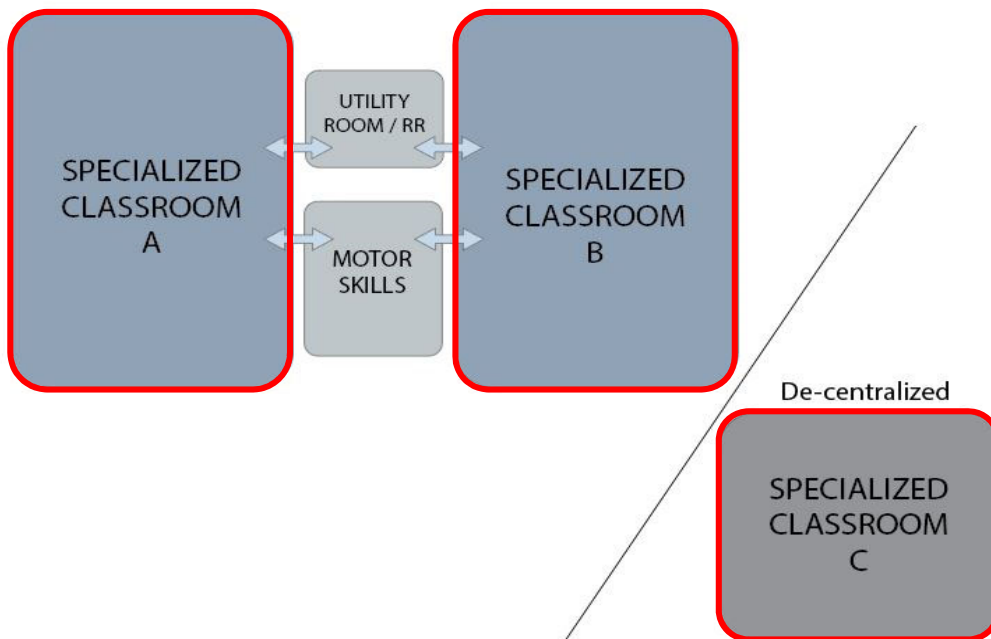 SPECIALIZED
CLASSROOM
A
UTILITY
ROOM / RR
MOTOR
SKILLS
SPECIALIZED
CLASSROOM
B
De-centralized
SPECIALIZED
CLASSROOM
C